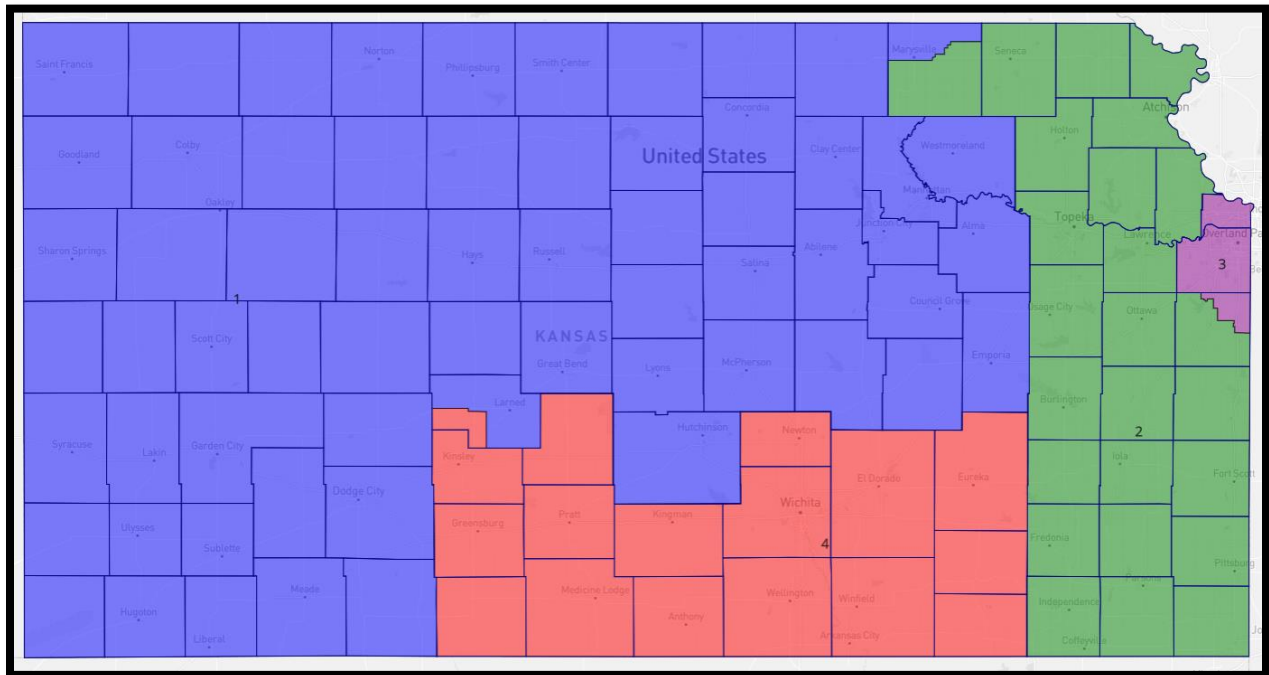 Marysville
Seneca
Saint Francis
Norton
Phillipsburg
Smith Center
Concordia
Atchison
Holton
Goodland
Colby
United States
Clay Center
Westmoreland
Manhattan
Oakley
Topeka
Junction City
Alma
Lawrence
Overland Pa
Sharon Springs
Hays
Russell
Abilene
Salina
3
1
Council Grove
Osage City
Ottawa
Scott City
KANSAS
Great Bend
Lyons
McPherson
Emporia
Larned
Burlington
Syracuse
Lakin
Garden City
Hutchinson
Newton
2
Kinsley
Iola
El Dorado
Eureka
Fort Scott
Dodge City
Wichita
Ulysses
Greensburg
Pratt
Kingman
Sublette
4
Fredonia
Pittsburg
Parsons
Meade
Medicine Lodge
Wellington
Winfield
Independence
Hugoton
Anthony
Liberal
Arkansas City
Coffeyville
Jo